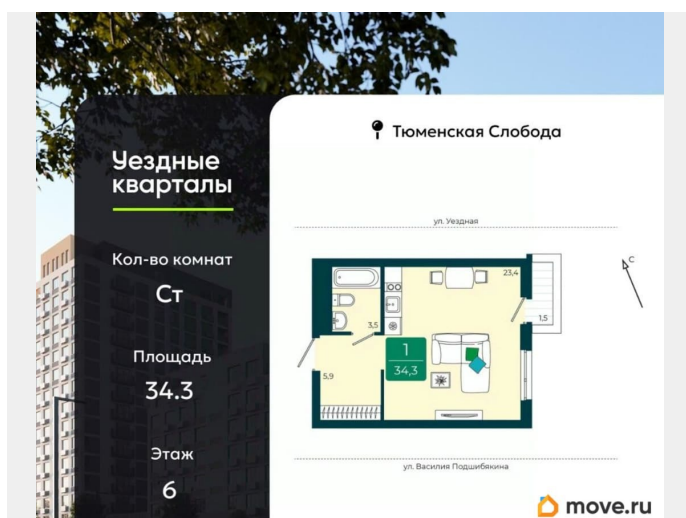 Тюменская Слобода
Уездные
кварталы
Кол-во комнат
Ст
Площадь
34.3
Этаж
6
ул. Уездная
С
23,4
1,5
3,5
1
34,3
5,9
ул. Василия Подшибякина
move.ru